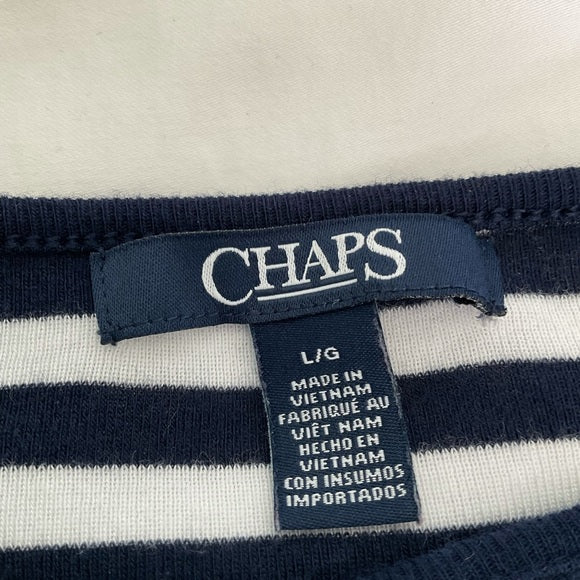 CHAPS
L/G
MADE IN
VIETNAM
FABRIQUÉ AU
VIÊT NAM
HECHO EN
VIETNAM
CON INSUMOS
IMPORTADOS